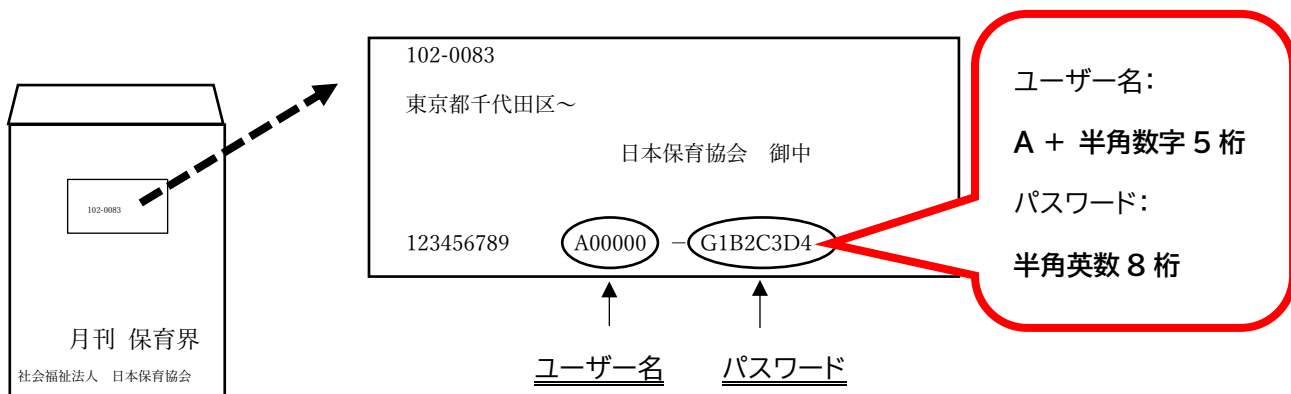 102-0083
東京都千代田区～
日本保育協会　御中
123456789 A00000 － G1B2C3D4
ユーザー名
パスワード
ユーザー名：
A ＋ 半角数字 5 桁
パスワード：
半角英数 8 桁
102-0083
月刊 保育界
社会福祉法人　日本保育協会